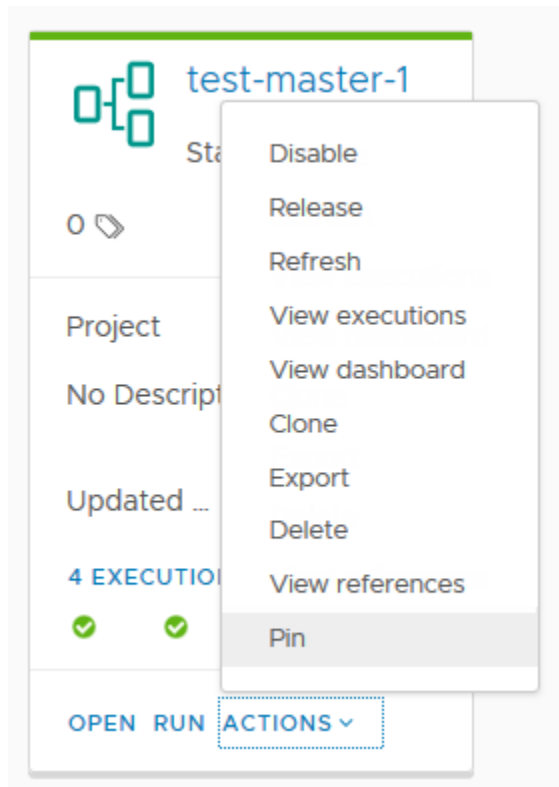 test-master-1
Sta
0
Disable
Release
Refresh
View executions
View dashboard
Clone
Export
Delete
View references
Pin
Project
No Descript
Updated ...
4 EXECUTIO
OPEN RUN ACTIONS